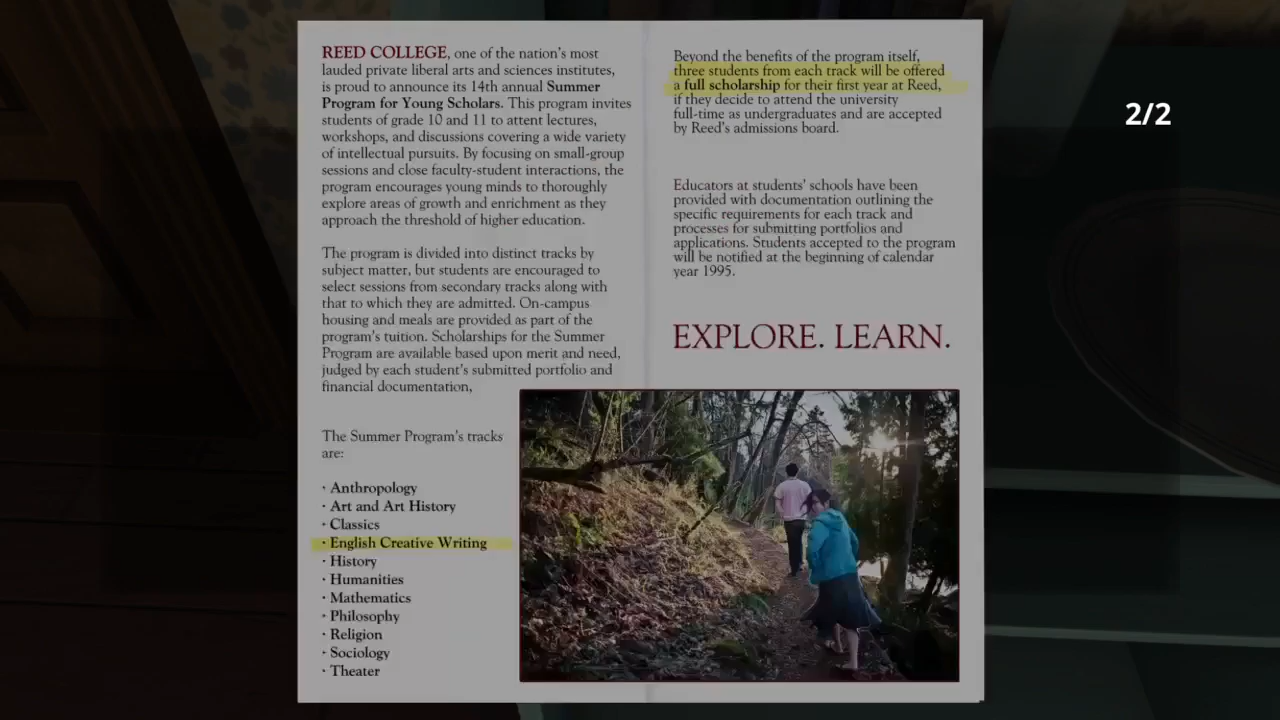 REED COLLEGE, one of the nation's most
lauded private liberal arts and sciences institutes,
is proud to announce its 14th annual Summer
Program for Young Scholars. This program invites
students of grade 10 and 11 to attent lectures,
workshops, and discussions covering a wide variety
of intellectual pursuits. By focusing on small-group
sessions and close faculty-student interactions, the
program encourages young minds to thoroughly
explore areas of growth and enrichment as they
approach the threshold of higher education.
The program is divided into distinct tracks by
subject matter, but students are encouraged to
select sessions from secondary tracks along with
that to which they are admitted. On-campus
housing and meals are provided as part of the
program's tuition. Scholarships for the Summer
Program are available based upon merit and need,
judged by each student's submitted portfolio and
financial documentation,
The Summer Program's tracks
are:
· Anthropology
· Art and Art History
· Classics
· English Creative Writing
· History
· Humanities
· Mathematics
· Philosophy
· Religion
· Sociology
· Theater
Beyond the benefits of the program itself,
three students from each track will be offered
a full scholarship for their first year at Reed,
if they decide to attend the university
full-time as undergraduates and are accepted
by Reed's admissions board.
Educators at students' schools have been
provided with documentation outlining the
specific requirements for each track and
processes for submitting portfolios and
applications. Students accepted to the program
will be notified at the beginning of calendar
year 1995.
EXPLORE. LEARN.
2/2